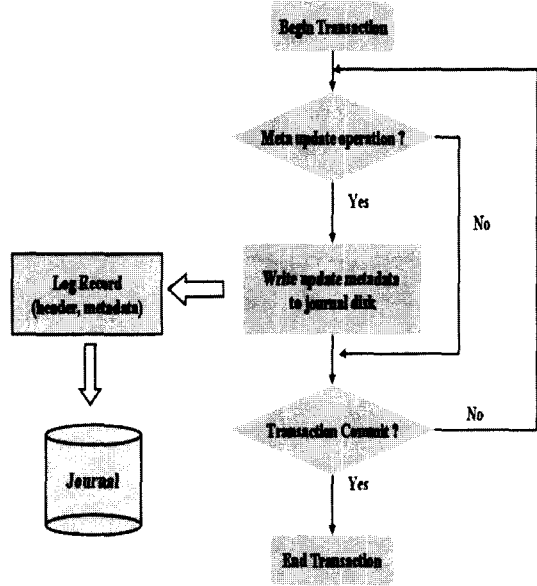 Begin Transaction
Meta update operation ?
Yes
No
Write update metadata
to journal disk
Log Record
(header, metadata)
Journal
Transaction Commit ?
No
Yes
End Transaction